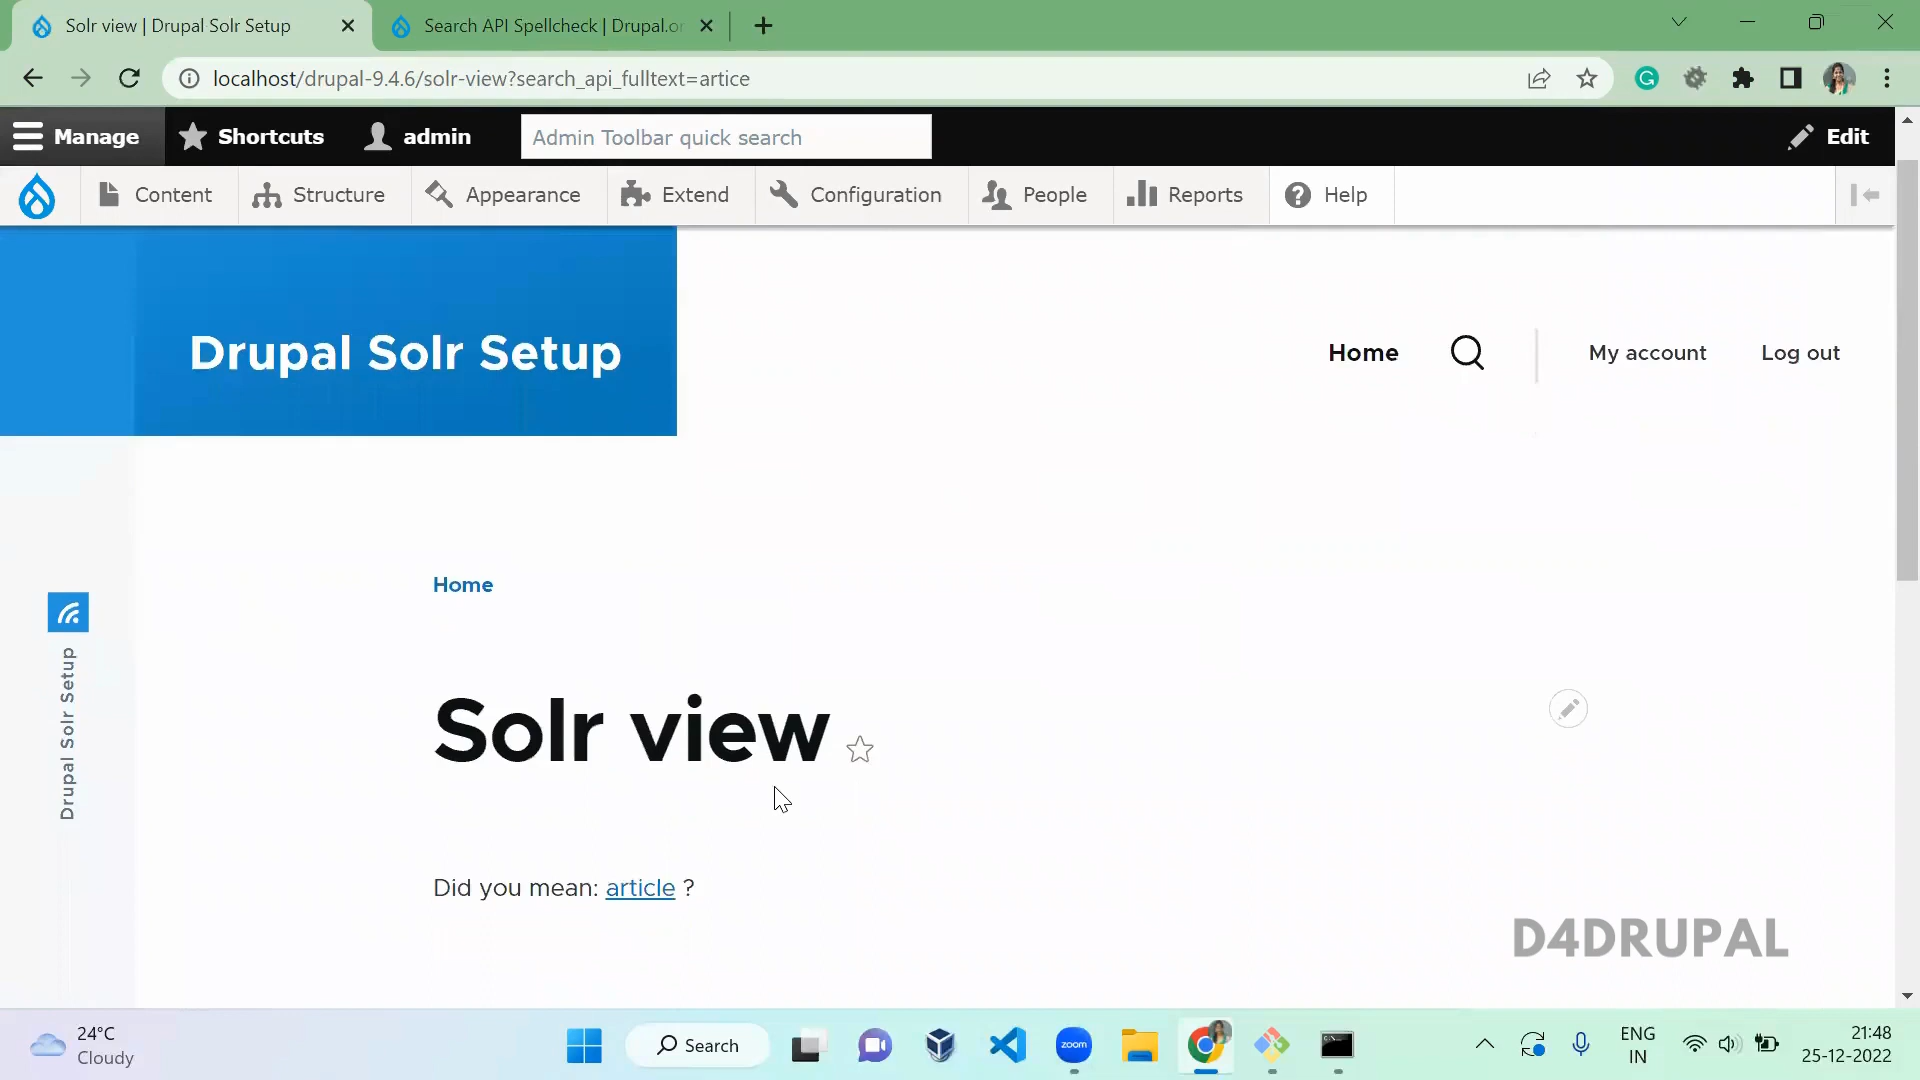 Solr view | Drupal Solr Setup
Search API Spellcheck | Drupal.or
localhost/drupal-9.4.6/solr-view?search_api_fulltext=artice
Manage Shortcuts admin Admin Toolbar quick search Edit
Content Structure Appearance Extend Configuration People Reports Help
Drupal Solr Setup
Home My account Log out
Home
Drupal Solr Setup
Solr view
Did you mean: article ?
D4DRUPAL
24°C
Cloudy
Search
zoom
ENG
IN
21:48
25-12-2022